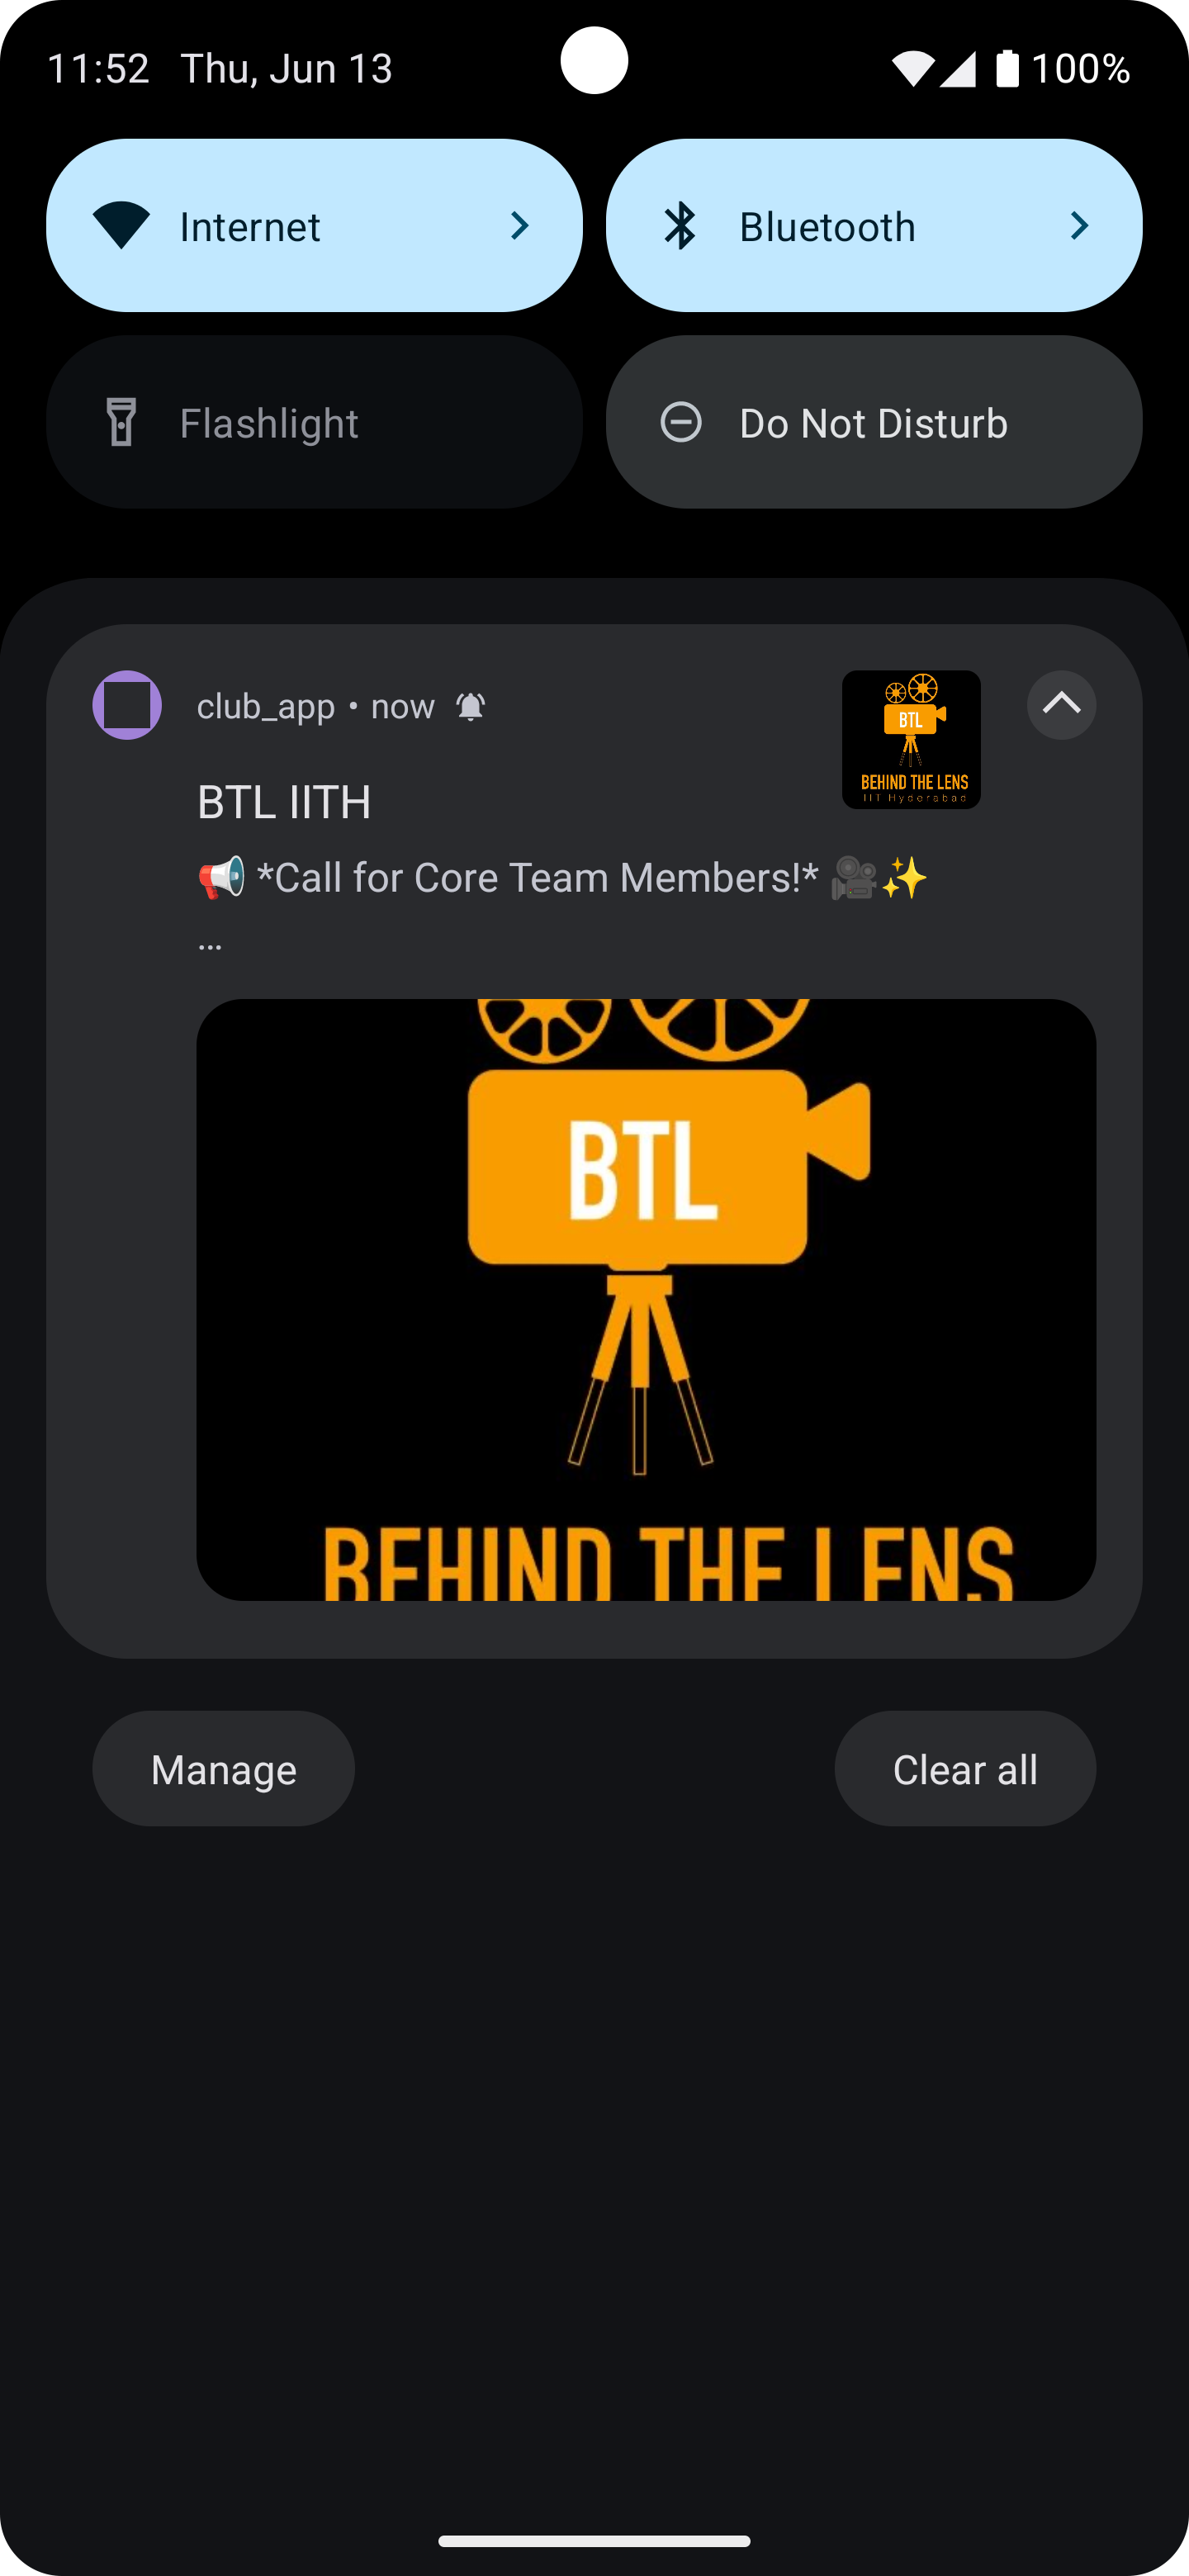 11:52 Thu, Jun 13 100%
Internet
Bluetooth
Flashlight
Do Not Disturb
club_app • now
BTL
BEHIND THE LENS
IIT Hyderabad
BTL IITH
📢 *Call for Core Team Members!* 🎥✨
...
BTL
BEHIND THE LENS
Manage
Clear all